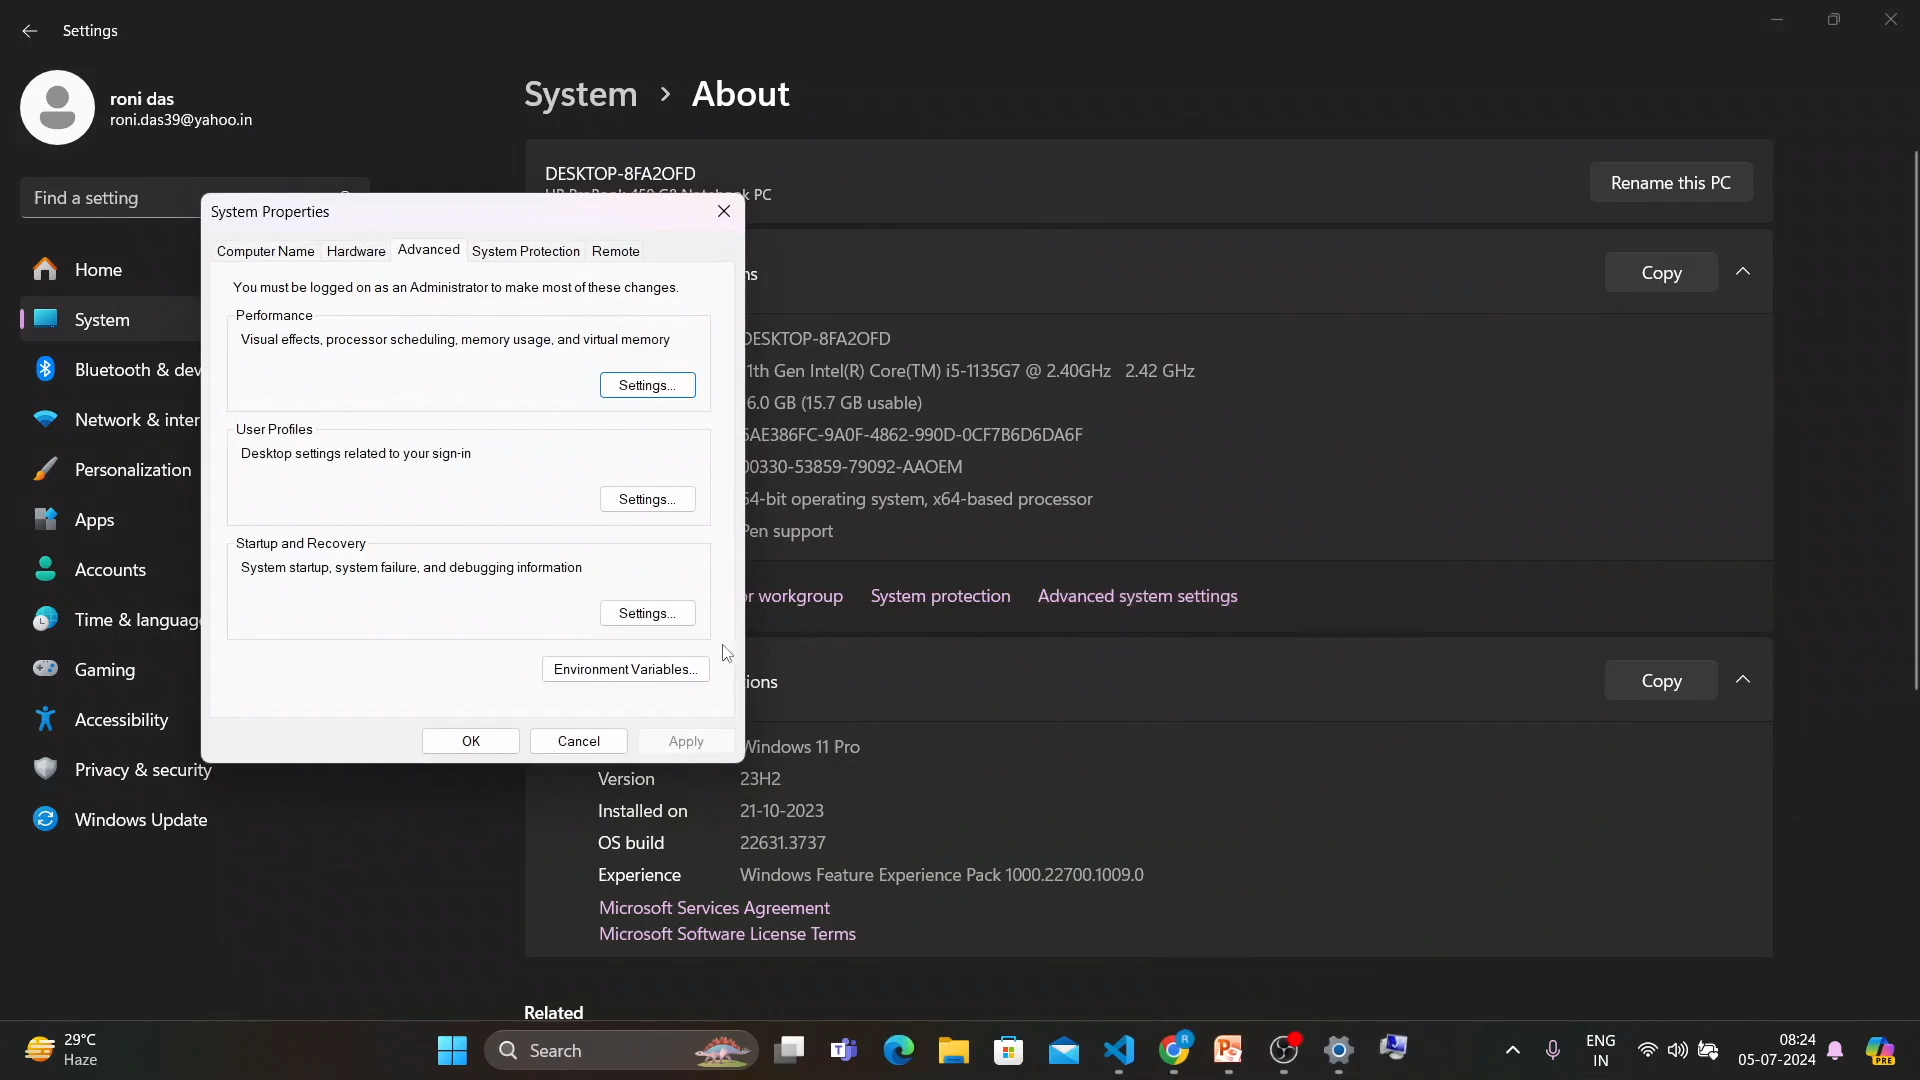 Settings
roni das
roni.das39@yahoo.in
Find a setting
Home
System
Bluetooth & dev
Network & inter
Personalization
Apps
Accounts
Time & languag
Gaming
Accessibility
Privacy & security
Windows Update
System > About
DESKTOP-8FA2OFD
k PC
Rename this PC
System Properties
Computer Name Hardware Advanced System Protection Remote
You must be logged on as an Administrator to make most of these changes.
Performance
Visual effects, processor scheduling, memory usage, and virtual memory
Settings...
User Profiles
Desktop settings related to your sign-in
Settings...
Startup and Recovery
System startup, system failure, and debugging information
Settings...
Environment Variables...
OK Cancel Apply
ns
Copy
DESKTOP-8FA2OFD
1th Gen Intel(R) Core(TM) i5-1135G7 @ 2.40GHz 2.42 GHz
6.0 GB (15.7 GB usable)
5AE386FC-9A0F-4862-990D-0CF7B6D6DA6F
00330-53859-79092-AAOEM
64-bit operating system, x64-based processor
Pen support
or workgroup System protection Advanced system settings
ions
Copy
Windows 11 Pro
Version 23H2
Installed on 21-10-2023
OS build 22631.3737
Experience Windows Feature Experience Pack 1000.22700.1009.0
Microsoft Services Agreement
Microsoft Software License Terms
Related
29°C
Haze
Search
ENG
IN
08:24
05-07-2024
PRE